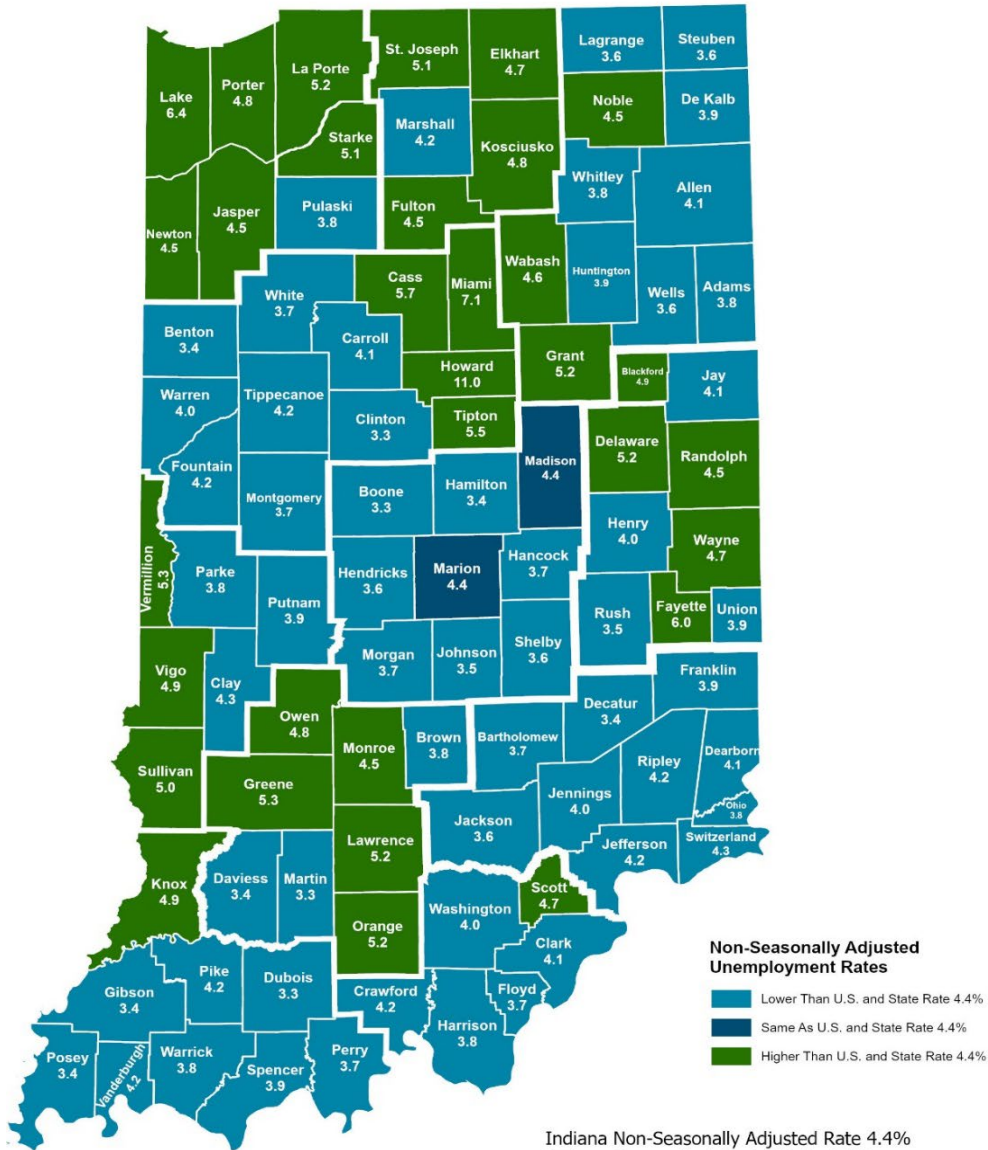 St. Joseph
5.1
Elkhart
4.7
Lagrange
3.6
Steuben
3.6
La Porte
5.2
Porter
4.8
Lake
6.4
Noble
4.5
De Kalb
3.9
Marshall
4.2
Starke
5.1
Kosciusko
4.8
Whitley
3.8
Allen
4.1
Pulaski
3.8
Fulton
4.5
Jasper
4.5
Newton
4.5
Wabash
4.6
Huntington
3.9
Wells
3.6
Adams
3.8
Cass
5.7
Miami
7.1
White
3.7
Carroll
4.1
Benton
3.4
Howard
11.0
Grant
5.2
Blackford
4.9
Jay
4.1
Warren
4.0
Tippecanoe
4.2
Clinton
3.3
Tipton
5.5
Madison
4.4
Delaware
5.2
Randolph
4.5
Fountain
4.2
Montgomery
3.7
Boone
3.3
Hamilton
3.4
Henry
4.0
Wayne
4.7
Vermillion
5.3
Parke
3.8
Putnam
3.9
Hendricks
3.6
Marion
4.4
Hancock
3.7
Rush
3.5
Fayette
6.0
Union
3.9
Vigo
4.9
Clay
4.3
Morgan
3.7
Johnson
3.5
Shelby
3.6
Franklin
3.9
Owen
4.8
Decatur
3.4
Monroe
4.5
Brown
3.8
Bartholomew
3.7
Ripley
4.2
Dearborn
4.1
Sullivan
5.0
Greene
5.3
Jennings
4.0
Ohio
3.8
Jackson
3.6
Lawrence
5.2
Jefferson
4.2
Switzerland
4.3
Knox
4.9
Daviess
3.4
Martin
3.3
Scott
4.7
Washington
4.0
Orange
5.2
Clark
4.1
Pike
4.2
Dubois
3.3
Gibson
3.4
Crawford
4.2
Floyd
3.7
Harrison
3.8
Posey
3.4
Vanderburgh
4.2
Warrick
3.8
Spencer
3.9
Perry
3.7
Non-Seasonally Adjusted
Unemployment Rates
Lower Than U.S. and State Rate 4.4%
Same As U.S. and State Rate 4.4%
Higher Than U.S. and State Rate 4.4%
Indiana Non-Seasonally Adjusted Rate 4.4%